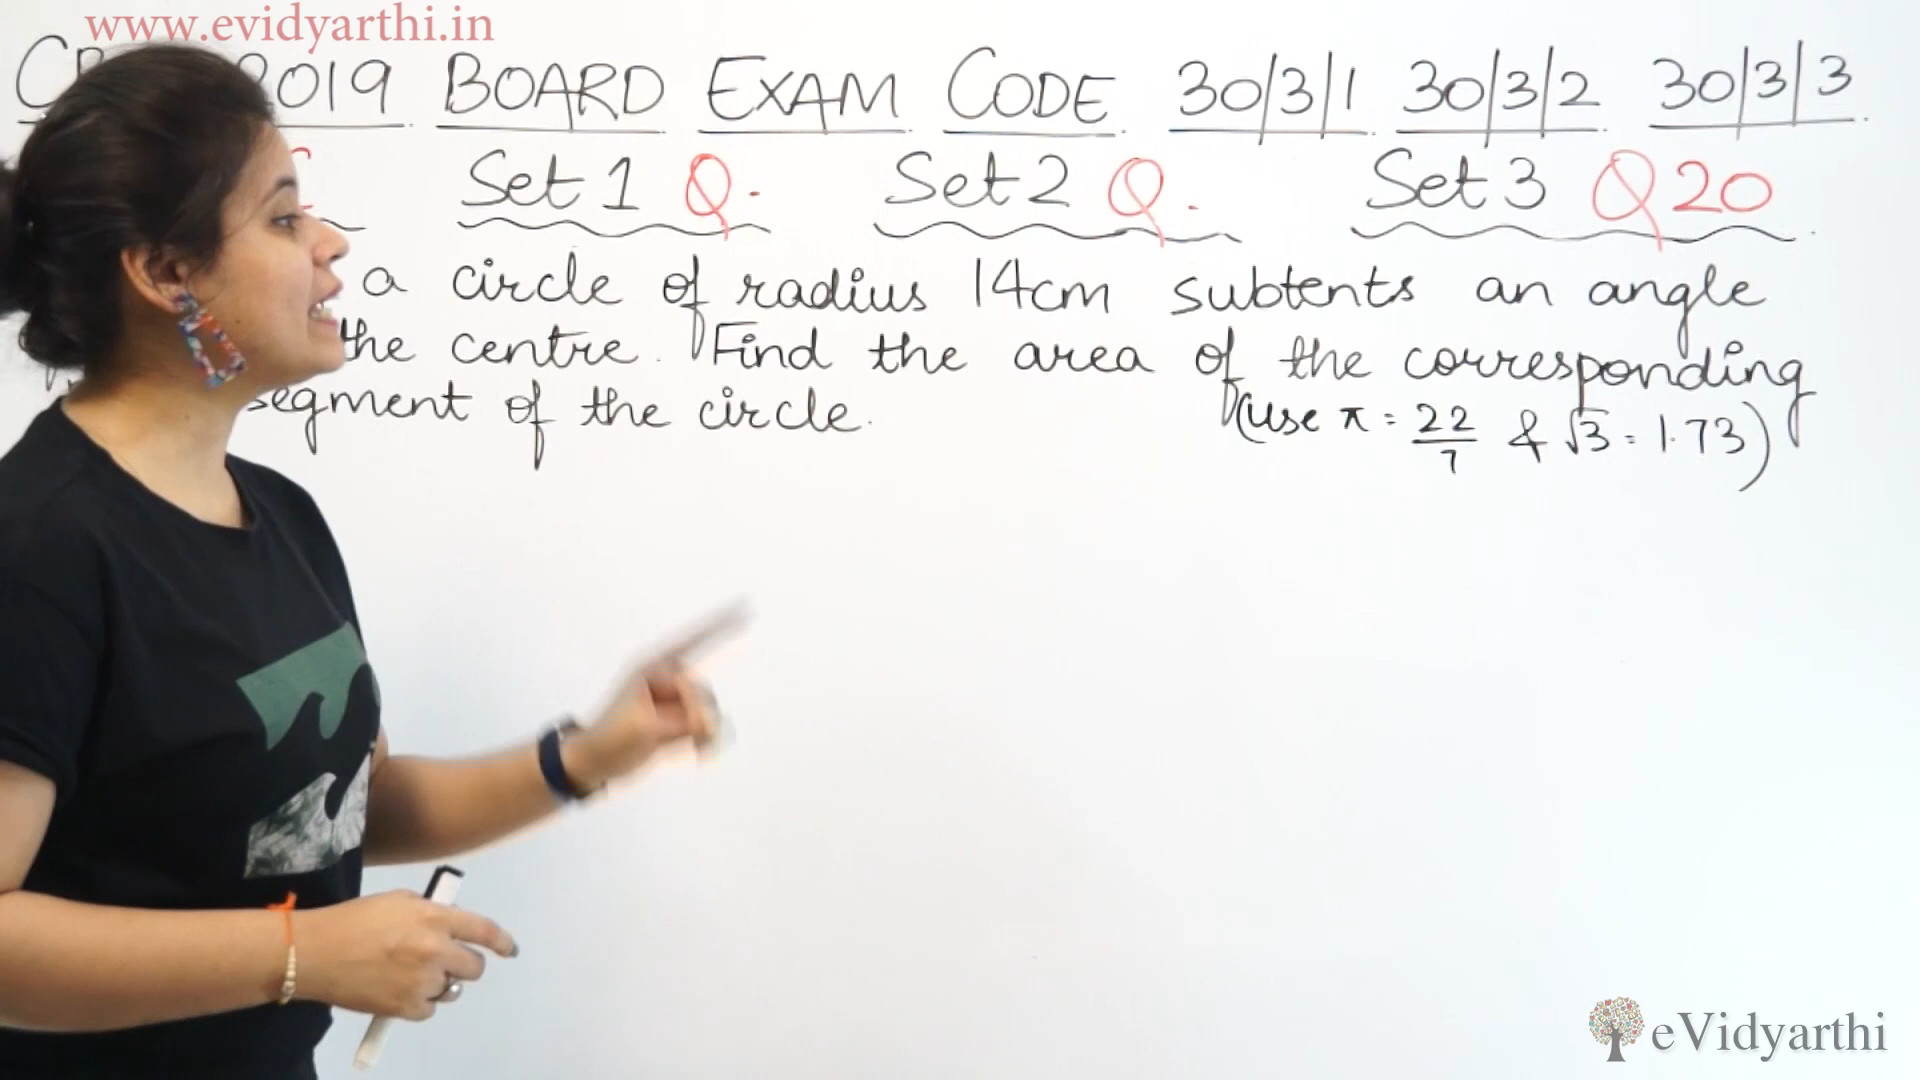 www.evidyarthi.in
2019 BOARD EXAM CODE 30/3/1 30/3/2 30/3/3
Set 1 Q. Set 2 Q. Set 3 Q 20
a circle of radius 14cm subtents an angle
the centre. Find the area of the corresponding
segment of the circle. (use π = 22/7 & √3 = 1.73)
eVidyarthi